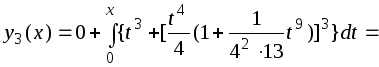 y₃(x) = 0 + ∫₀ˣ {t³ + [t⁴/4 (1 + 1/(4² · 13) t⁹)]³} dt =